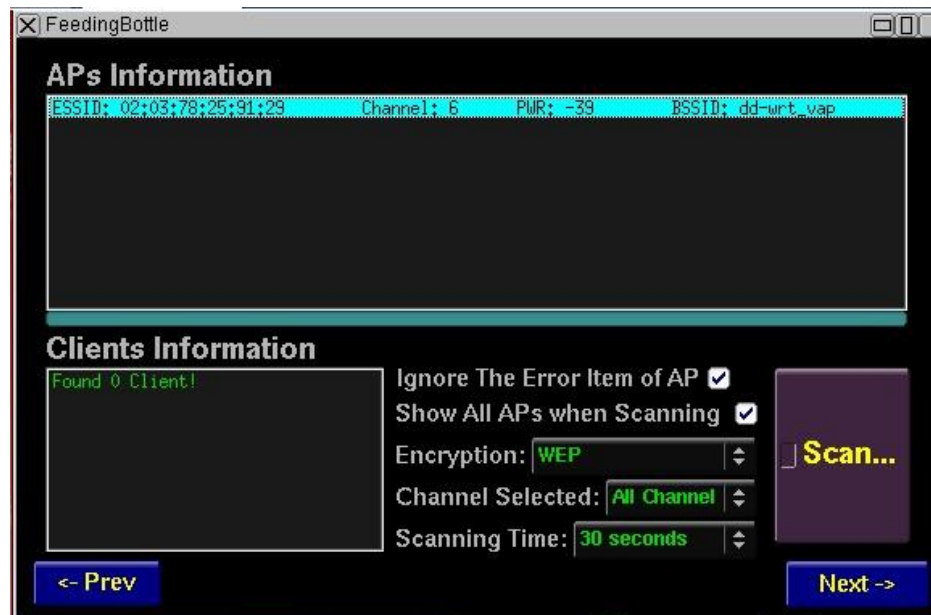 FeedingBottle
APs Information
ESSID: 02:03:78:25:91:29 Channel: 6 PWR: -39 BSSID: dd-wrt_vap
Clients Information
Found 0 Client!
Ignore The Error Item of AP
Show All APs when Scanning
Encryption: WEP
Channel Selected: All Channel
Scanning Time: 30 seconds
Scan...
<- Prev
Next ->